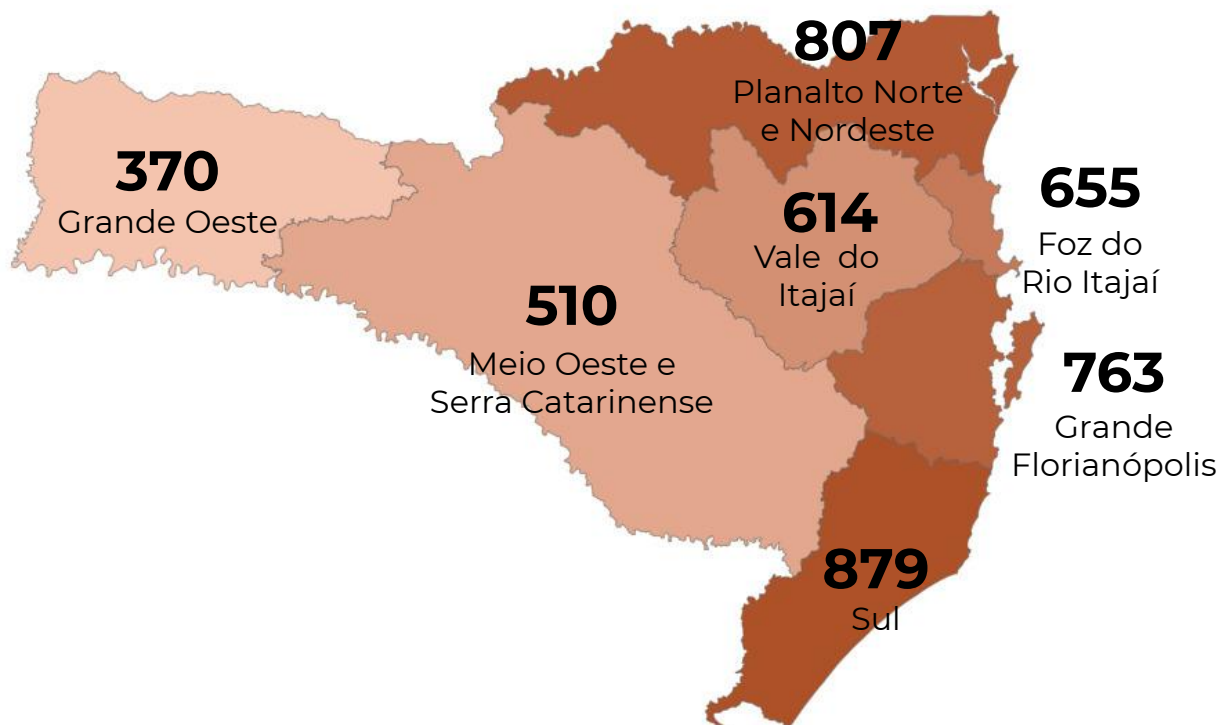 807
Planalto Norte
e Nordeste
370
Grande Oeste
614
Vale do
Itajaí
655
Foz do
Rio Itajaí
510
Meio Oeste e
Serra Catarinense
763
Grande
Florianópolis
879
Sul